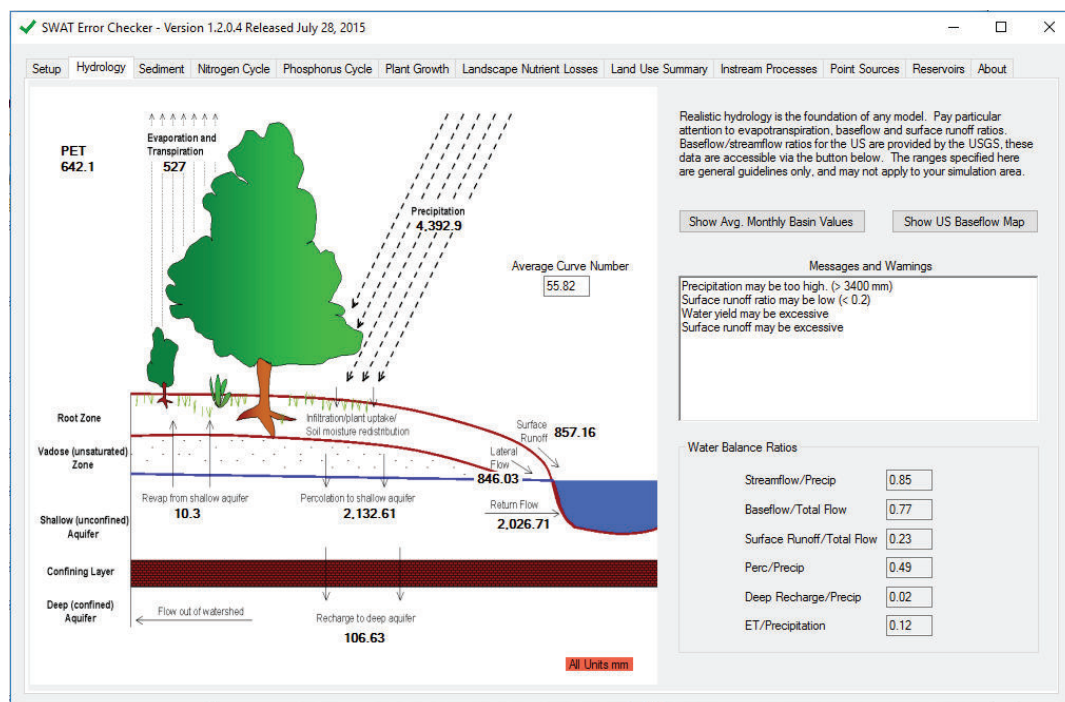 SWAT Error Checker - Version 1.2.0.4 Released July 28, 2015
Setup Hydrology Sediment Nitrogen Cycle Phosphorus Cycle Plant Growth Landscape Nutrient Losses Land Use Summary Instream Processes Point Sources Reservoirs About
PET
642.1
Evaporation and
Transpiration
527
Precipitation
4,392.9
Average Curve Number
55.82
Root Zone
Infiltration/plant uptake/
Soil moisture redistribution
Surface
Runoff
857.16
Vadose (unsaturated)
Zone
Lateral
Flow
846.03
Revap from shallow aquifer
10.3
Percolation to shallow aquifer
2,132.61
Return Flow
2,026.71
Shallow (unconfined)
Aquifer
Confining Layer
Deep (confined)
Aquifer
Flow out of watershed
Recharge to deep aquifer
106.63
All Units mm
Realistic hydrology is the foundation of any model. Pay particular
attention to evapotranspiration, baseflow and surface runoff ratios.
Baseflow/streamflow ratios for the US are provided by the USGS, these
data are accessible via the button below. The ranges specified here
are general guidelines only, and may not apply to your simulation area.
Show Avg. Monthly Basin Values
Show US Baseflow Map
Messages and Warnings
Precipitation may be too high. (> 3400 mm)
Surface runoff ratio may be low (< 0.2)
Water yield may be excessive
Surface runoff may be excessive
Water Balance Ratios
Streamflow/Precip 0.85
Baseflow/Total Flow 0.77
Surface Runoff/Total Flow 0.23
Perc/Precip 0.49
Deep Recharge/Precip 0.02
ET/Precipitation 0.12